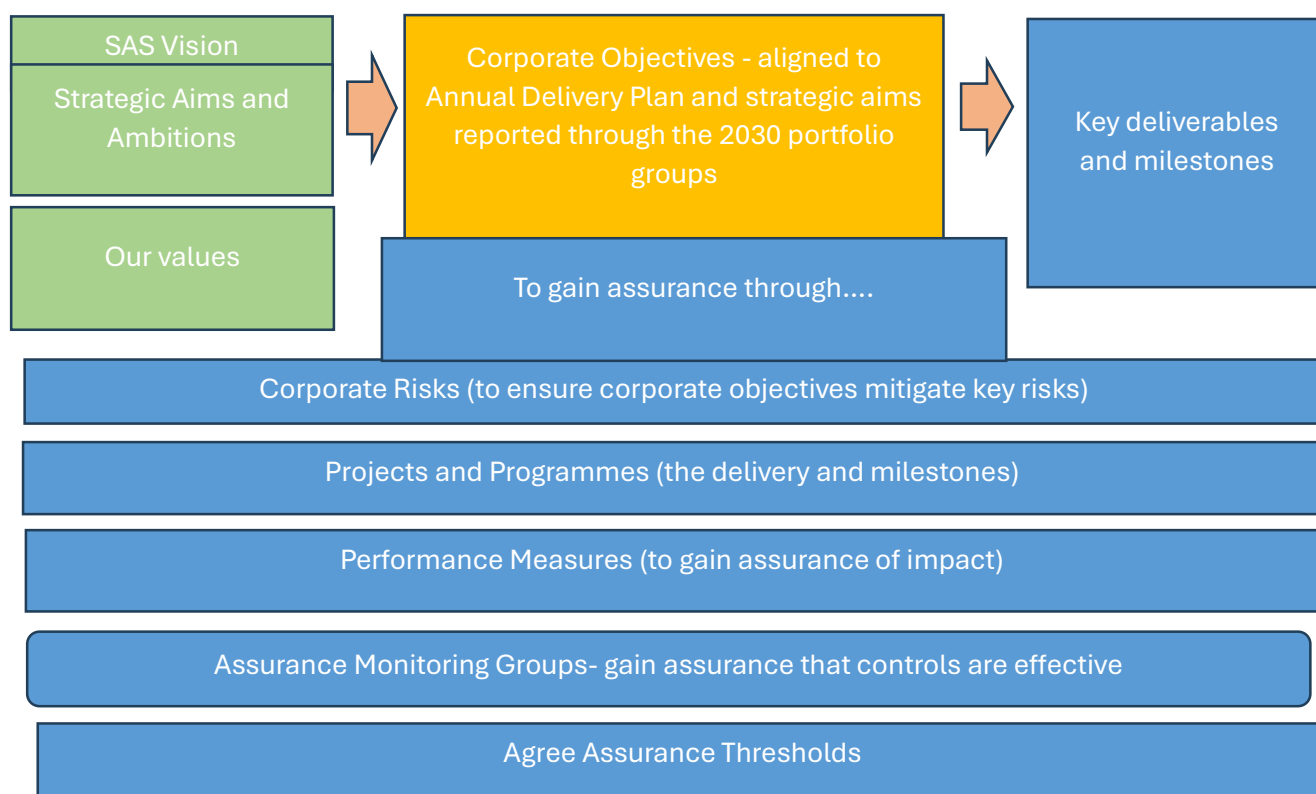 SAS Vision
Strategic Aims and
Ambitions
Our values
Corporate Objectives - aligned to
Annual Delivery Plan and strategic aims
reported through the 2030 portfolio
groups
Key deliverables
and milestones
To gain assurance through....
Corporate Risks (to ensure corporate objectives mitigate key risks)
Projects and Programmes (the delivery and milestones)
Performance Measures (to gain assurance of impact)
Assurance Monitoring Groups- gain assurance that controls are effective
Agree Assurance Thresholds